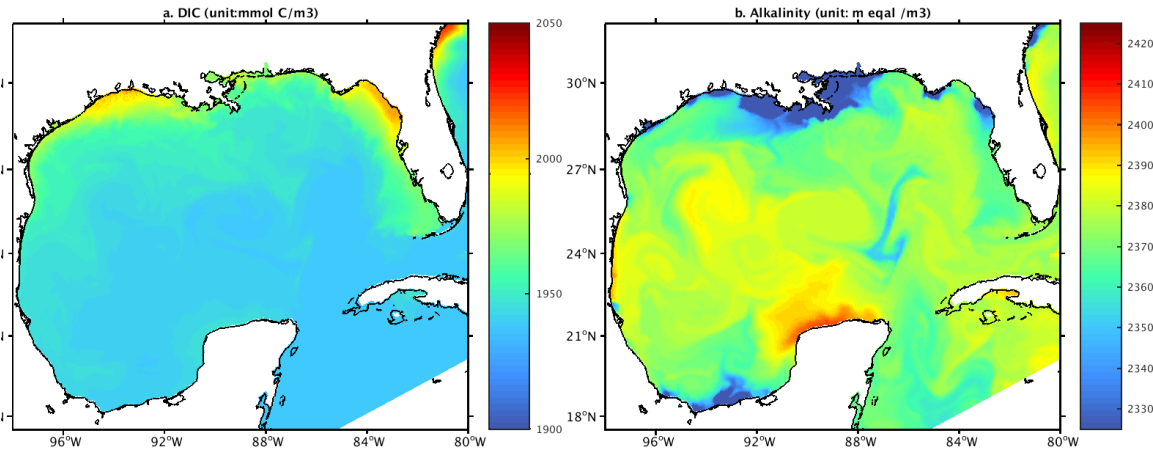 a. DIC (unit:mmol C/m3)
2050
2000
1950
1900
96°W 92°W 88°W 84°W 80°W
b. Alkalinity (unit: m eqal /m3)
30°N
27°N
24°N
21°N
18°N
96°W 92°W 88°W 84°W 80°W
2420
2410
2400
2390
2380
2370
2360
2350
2340
2330